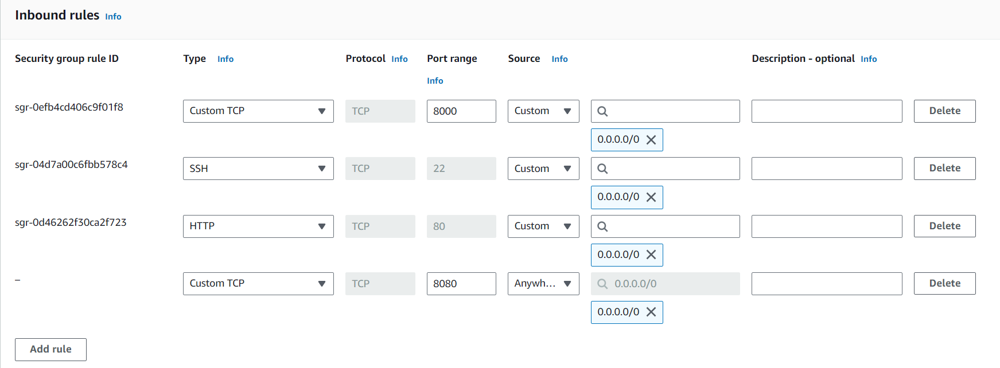 Inbound rules Info
Security group rule ID Type Info Protocol Info Port range Info Source Info Description - optional Info
sgr-0efb4cd406c9f01f8 Custom TCP TCP 8000 Custom Delete
0.0.0.0/0
sgr-04d7a00c6fbb578c4 SSH TCP 22 Custom Delete
0.0.0.0/0
sgr-0d46262f30ca2f723 HTTP TCP 80 Custom Delete
0.0.0.0/0
– Custom TCP TCP 8080 Anywh... 0.0.0.0/0 Delete
0.0.0.0/0
Add rule